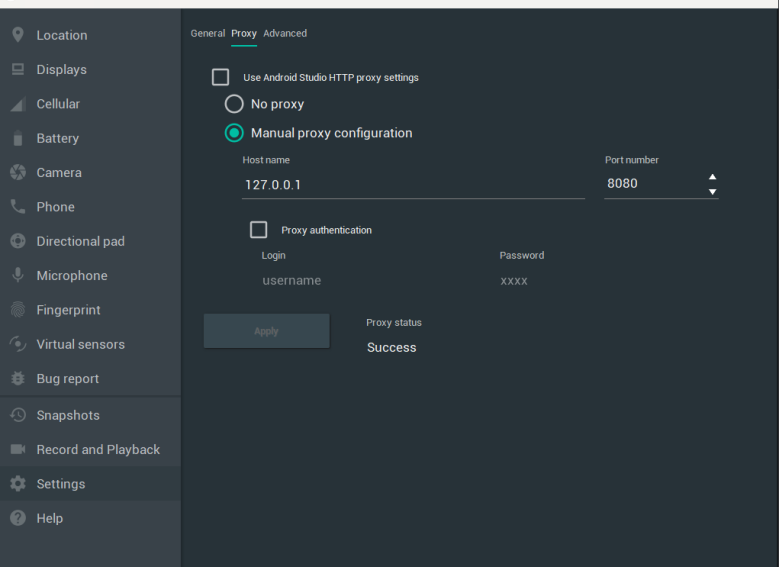 Location
Displays
Cellular
Battery
Camera
Phone
Directional pad
Microphone
Fingerprint
Virtual sensors
Bug report
Snapshots
Record and Playback
Settings
Help
General Proxy Advanced
Use Android Studio HTTP proxy settings
No proxy
Manual proxy configuration
Host name Port number
127.0.0.1 8080
Proxy authentication
Login Password
username xxxx
Apply
Proxy status
Success